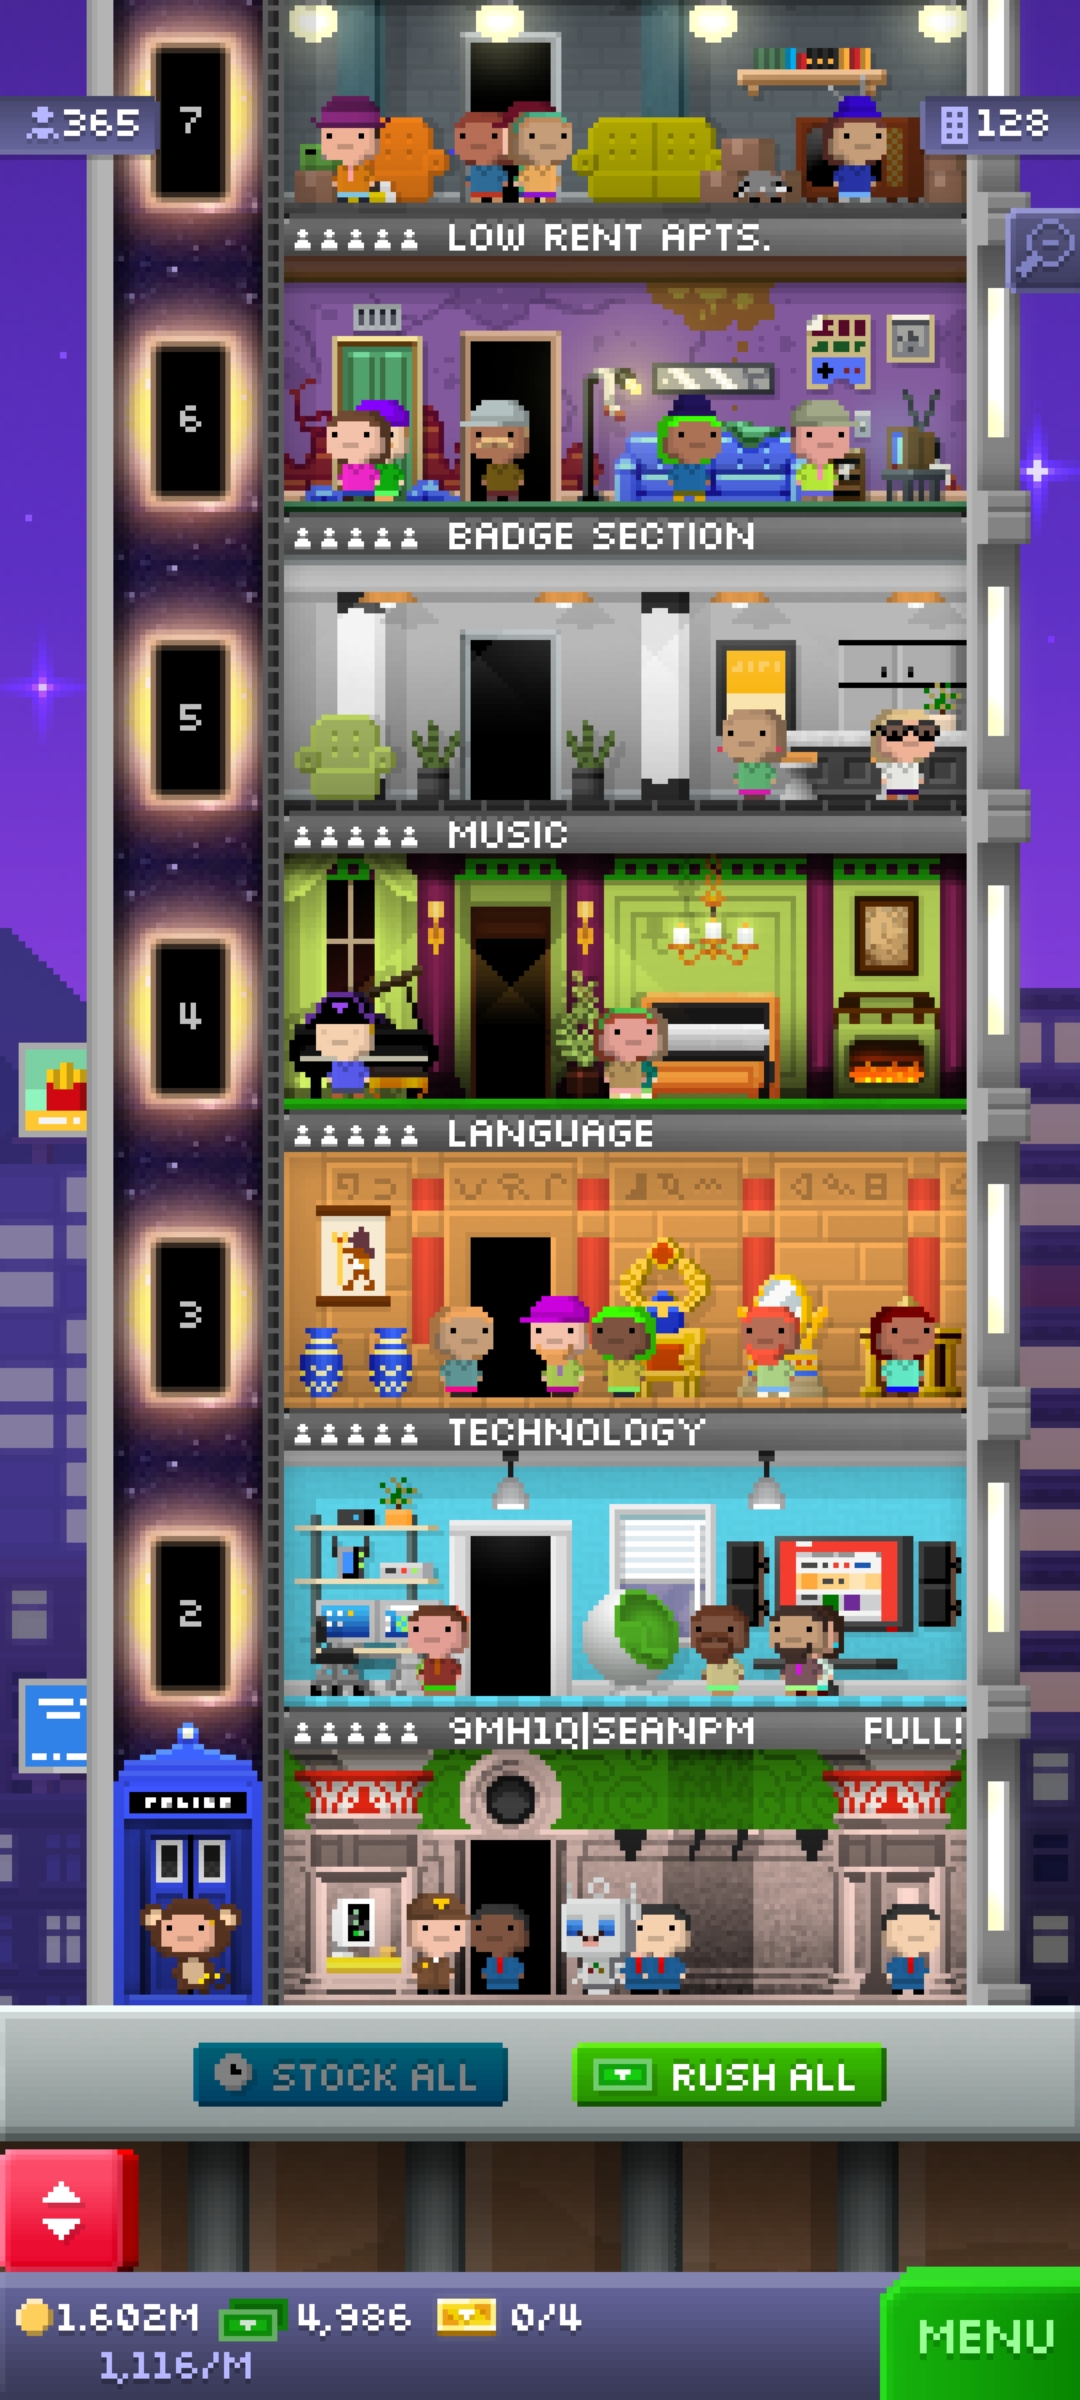 7
365
128
LOW RENT APTS.
6
BADGE SECTION
5
MUSIC
4
LANGUAGE
3
TECHNOLOGY
2
9MH1Q|SEANPM FULL!
POLICE
STOCK ALL
RUSH ALL
1.602M 4,986 0/4
1,116/M
MENU